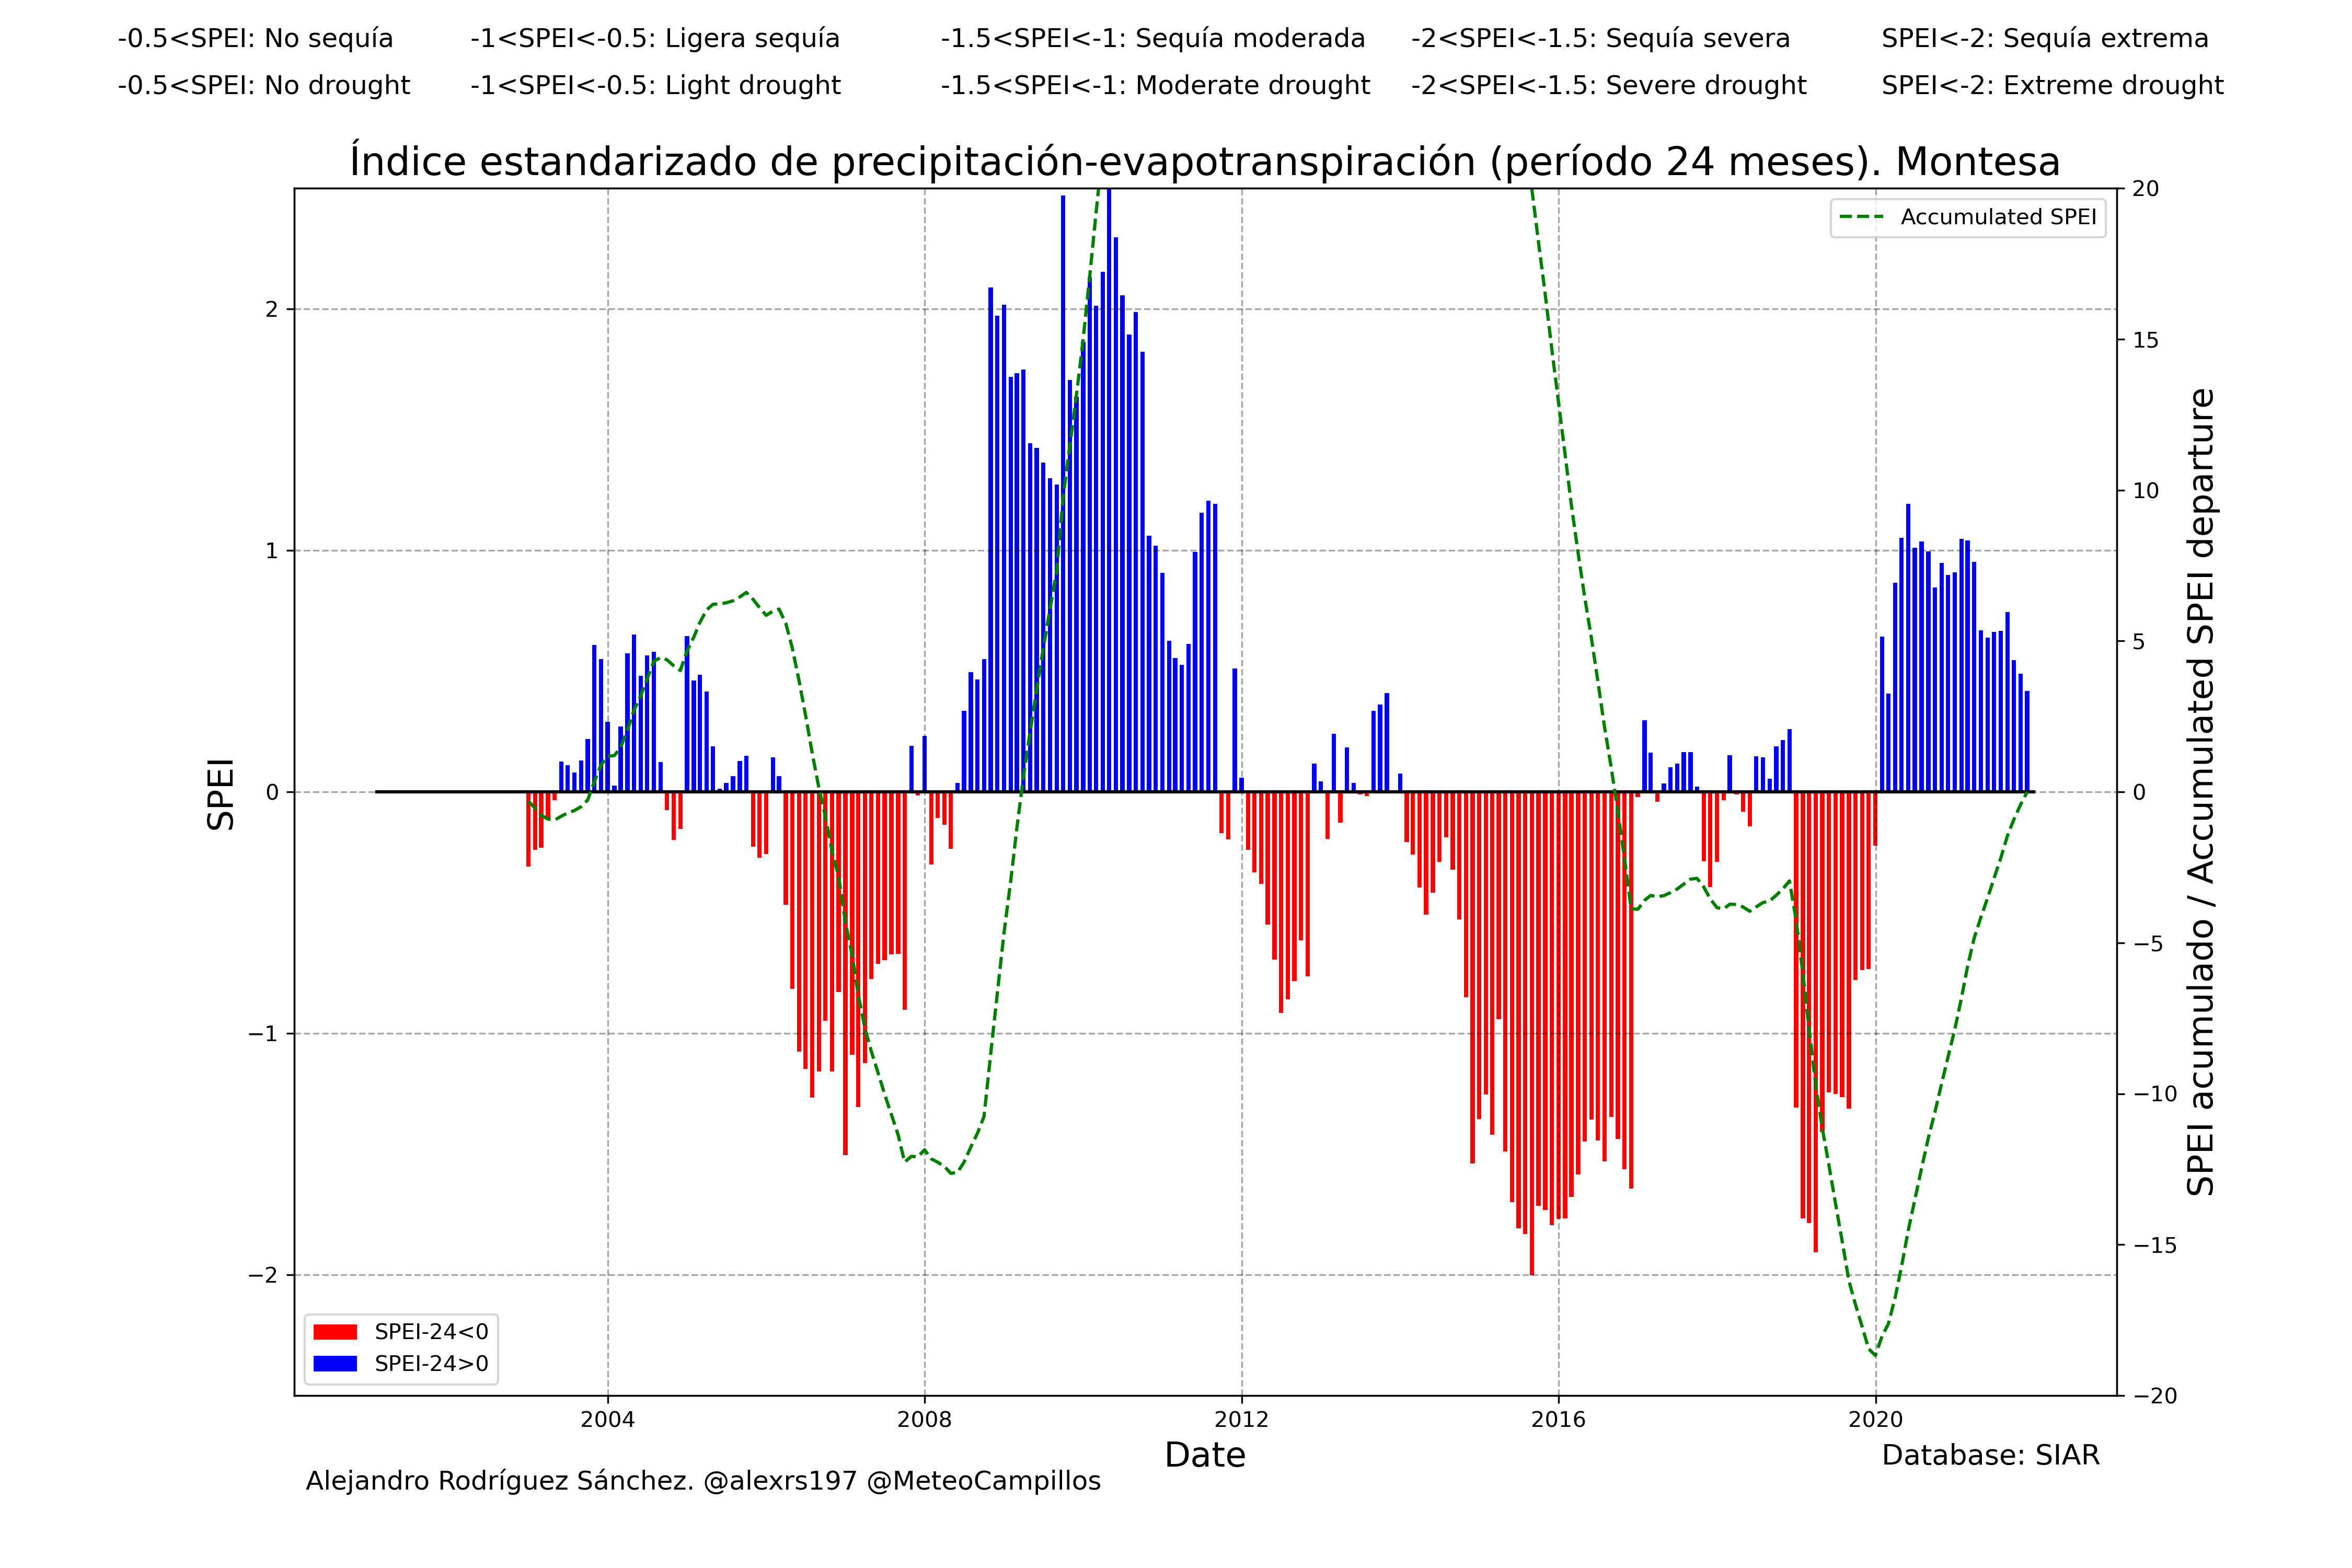 -0.5<SPEI: No sequía -1<SPEI<-0.5: Ligera sequía -1.5<SPEI<-1: Sequía moderada -2<SPEI<-1.5: Sequía severa SPEI<-2: Sequía extrema
-0.5<SPEI: No drought -1<SPEI<-0.5: Light drought -1.5<SPEI<-1: Moderate drought -2<SPEI<-1.5: Severe drought SPEI<-2: Extreme drought
Índice estandarizado de precipitación-evapotranspiración (período 24 meses). Montesa
Accumulated SPEI
SPEI
2
1
0
−1
−2
20
15
10
5
0
−5
−10
−15
−20
SPEI acumulado / Accumulated SPEI departure
SPEI-24<0
SPEI-24>0
2004 2008 2012 2016 2020
Date
Database: SIAR
Alejandro Rodríguez Sánchez. @alexrs197 @MeteoCampillos